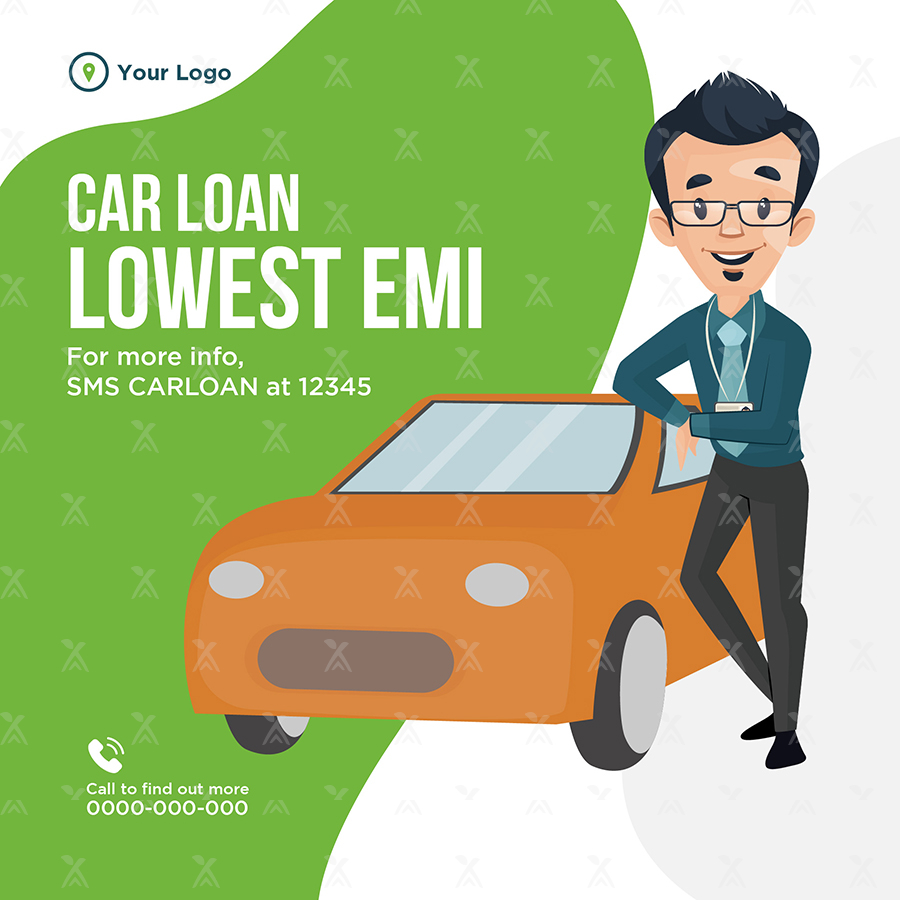 Your Logo
CAR LOAN
LOWEST EMI
For more info,
SMS CARLOAN at 12345
Call to find out more
0000-000-000